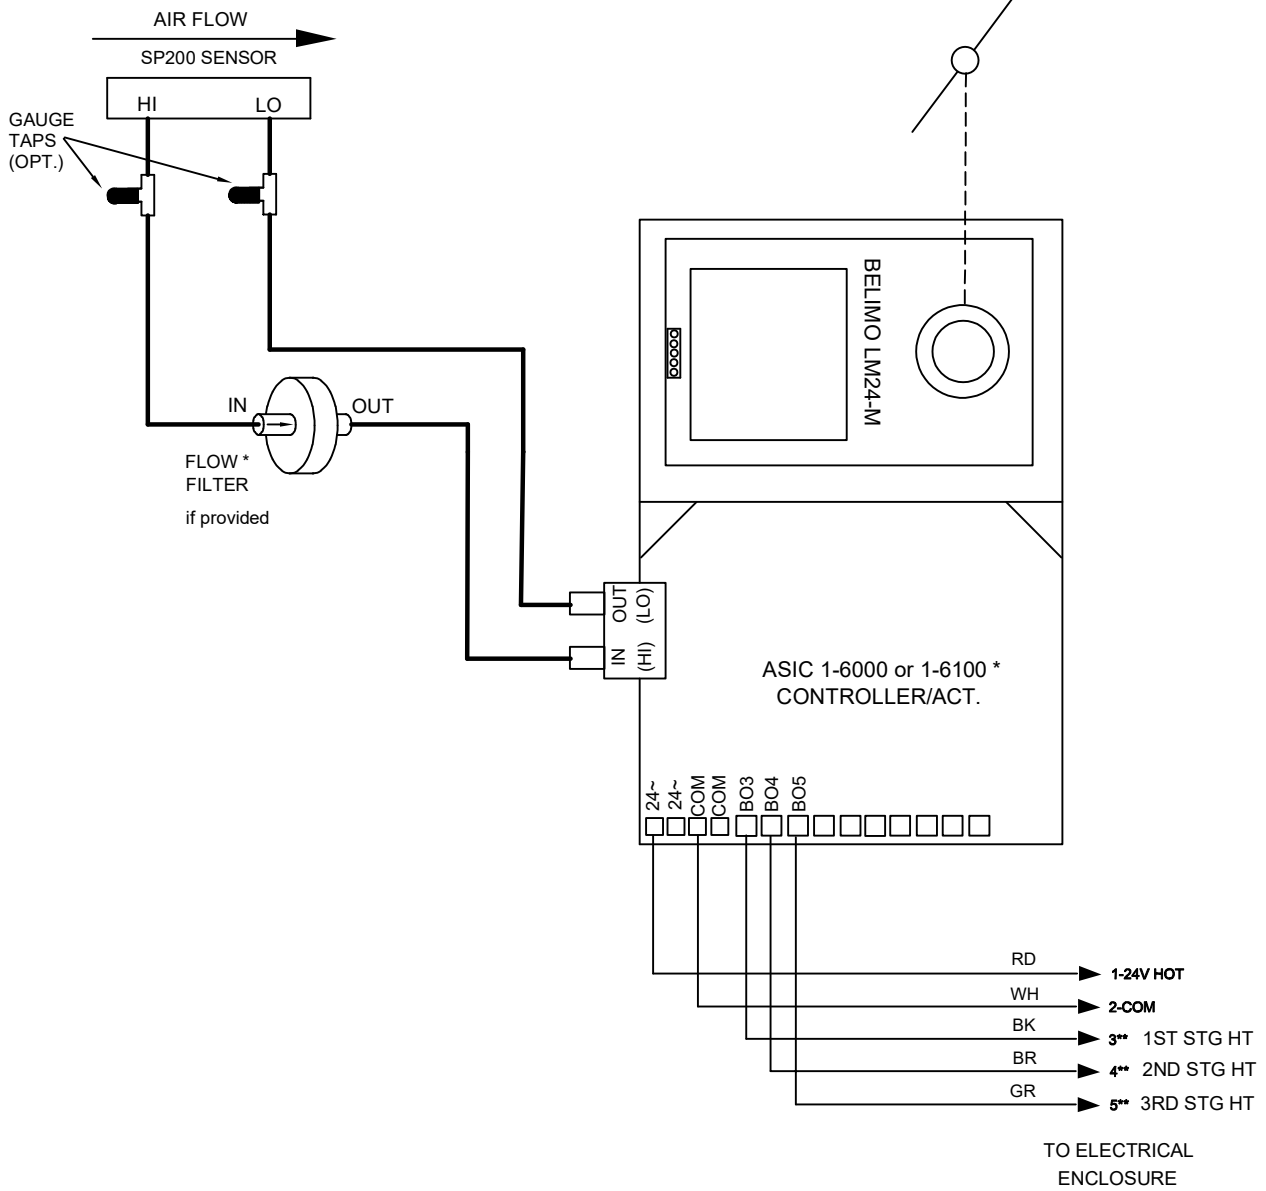 AIR FLOW
SP200 SENSOR
HI
LO
GAUGE
TAPS
(OPT.)
BELIMO LM24-M
IN
OUT
FLOW *
FILTER
if provided
OUT
(LO)
IN
(HI)
ASIC 1-6000 or 1-6100 *
CONTROLLER/ACT.
24~
24~
COM
COM
BO3
BO4
BO5
RD
1-24V HOT
WH
2-COM
BK
3** 1ST STG HT
BR
4** 2ND STG HT
GR
5** 3RD STG HT
TO ELECTRICAL
ENCLOSURE